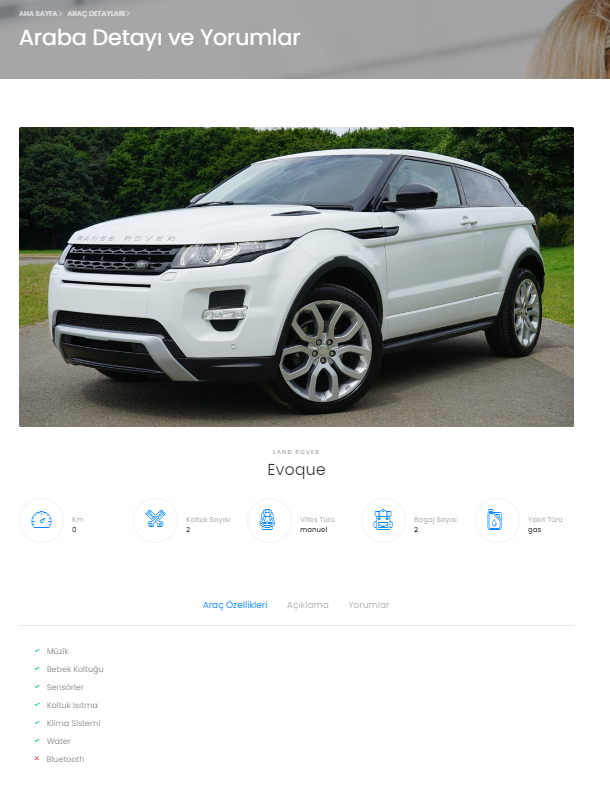 ANA SAYFA > ARAÇ DETAYLARI >
Araba Detayı ve Yorumlar
RANGE ROVER
LAND ROVER
Evoque
Km
0
Koltuk Sayısı
2
Vites Türü
manuel
Bagaj Sayısı
2
Yakıt Türü
gas
Araç Özellikleri Açıklama Yorumlar
Müzik
Bebek Koltuğu
Sensörler
Koltuk Isıtma
Klima Sistemi
Water
Bluetooth